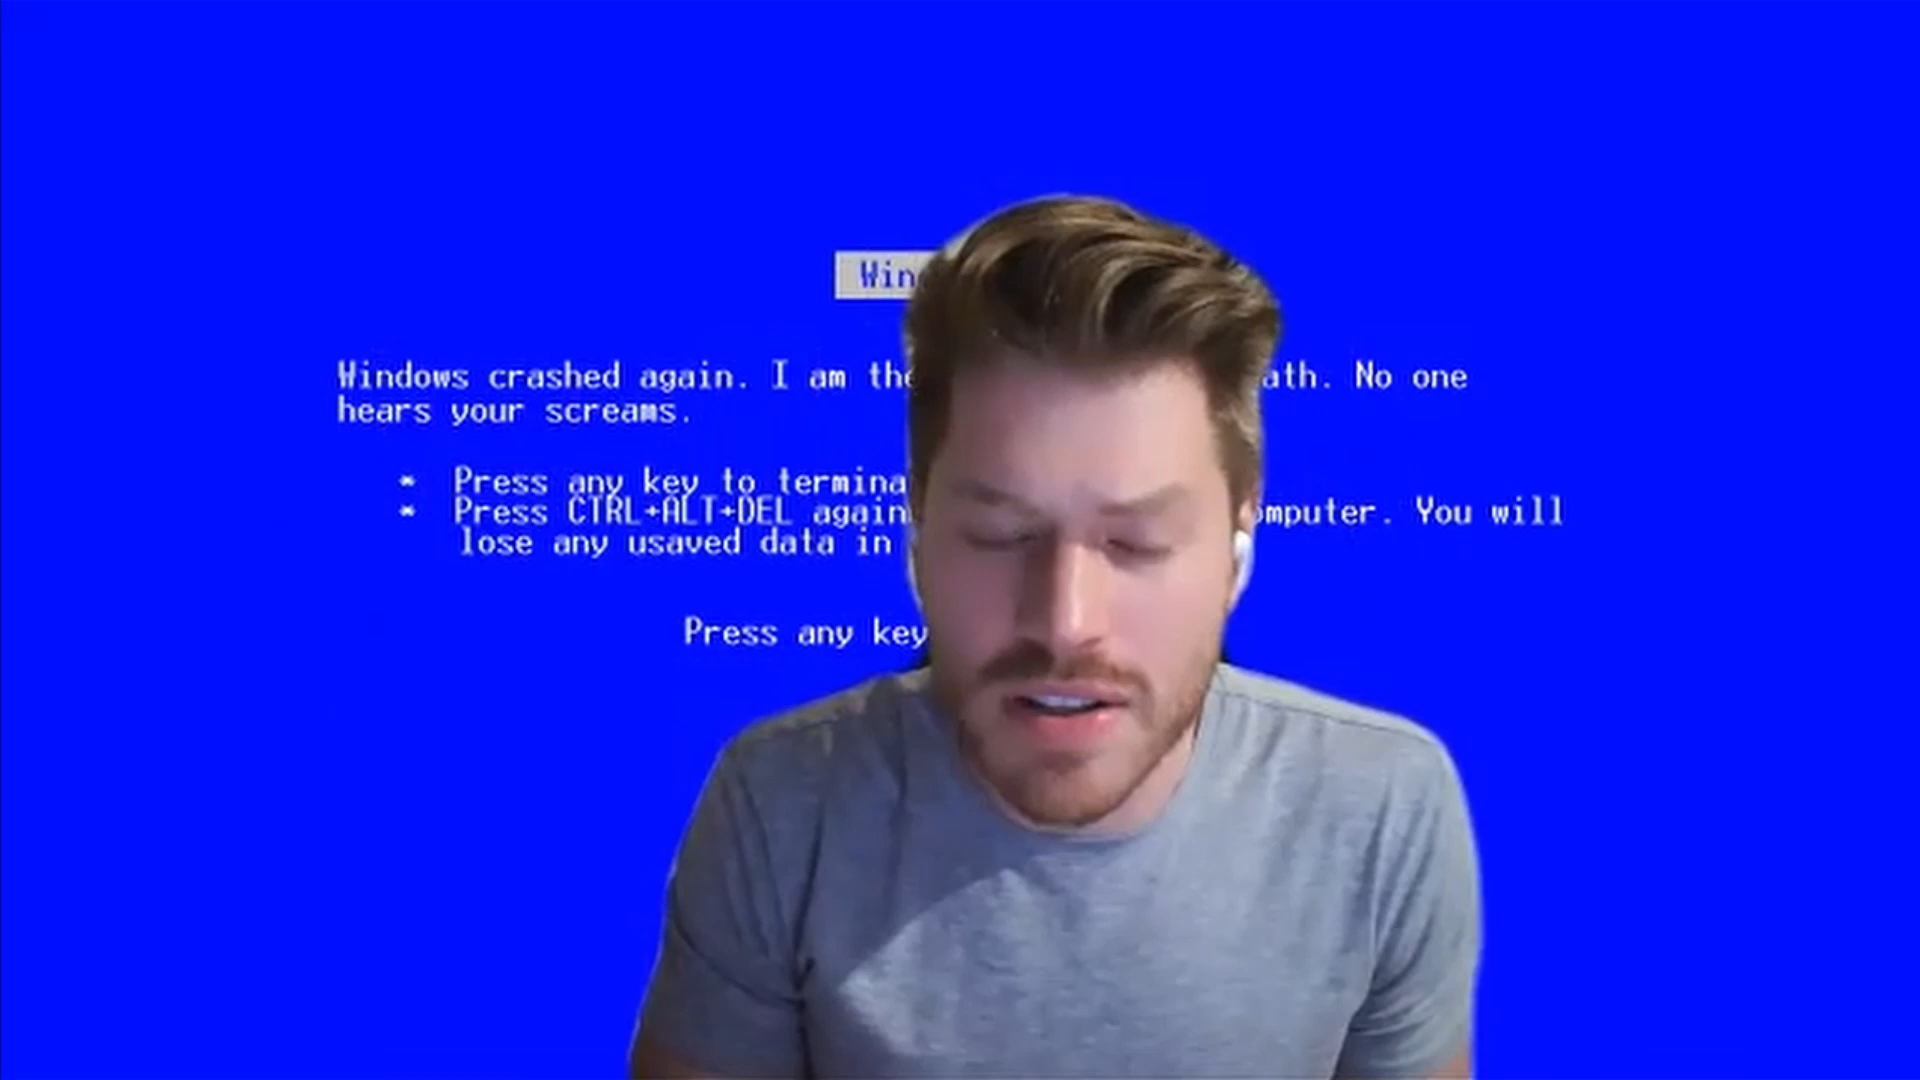 Win
Windows crashed again. I am the ath. No one
hears your screams.
* Press any key to termina
* Press CTRL+ALT+DEL again omputer. You will
lose any usaved data in
Press any key